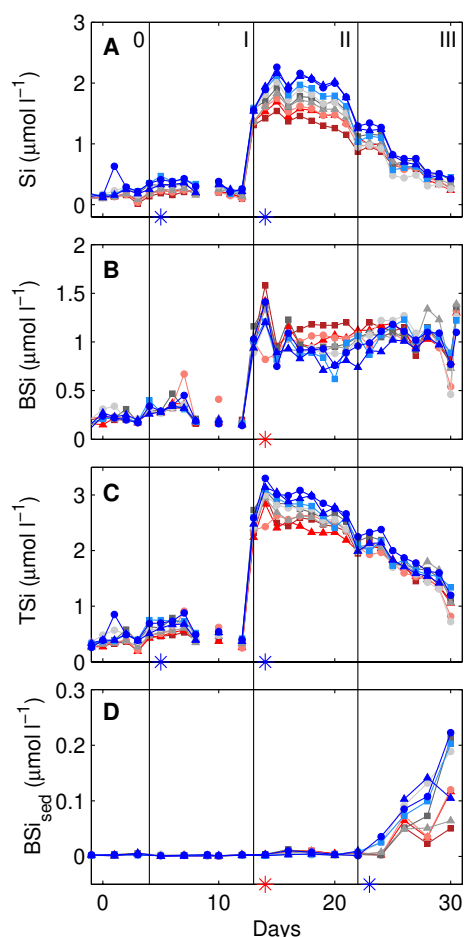 A 0 I II III
3
2
1
0
Si (μmol l⁻¹)
B
2
1.5
1
0.5
0
BSi (μmol l⁻¹)
C
3
2
1
0
TSi (μmol l⁻¹)
D
0.3
0.2
0.1
0
BSi_sed (μmol l⁻¹)
0 10 20 30
Days